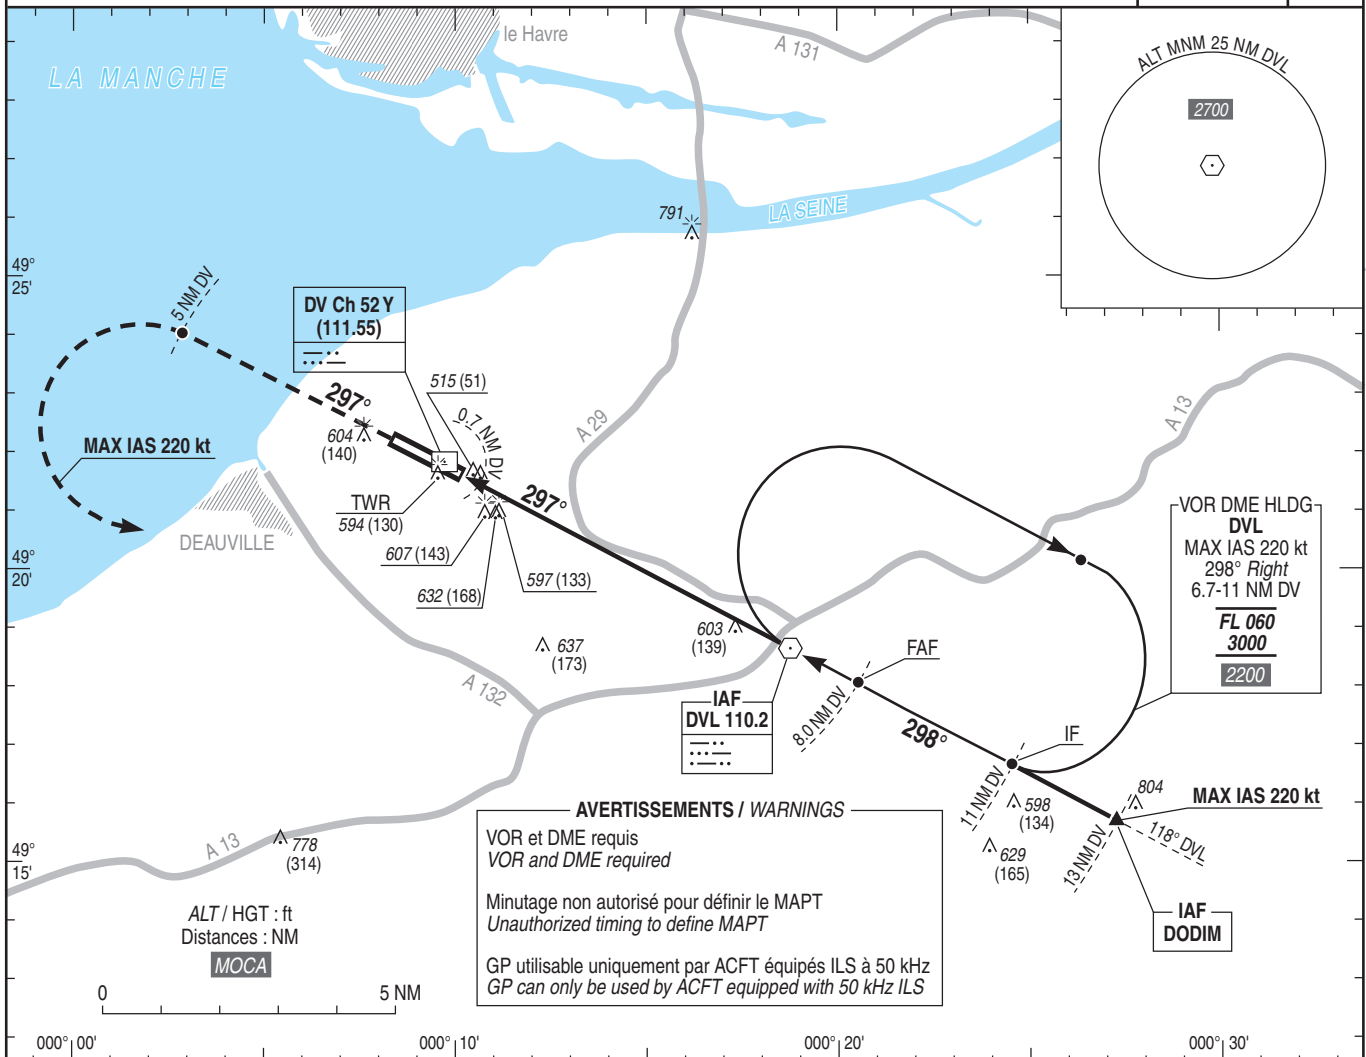 le Havre
A 131
LA MANCHE
ALT MNM 25 NM DVL
2700
791
LA SEINE
49°
25'
5 NM DV
DV Ch 52 Y
(111.55)
515 (51)
297°
0.7 NM DV
604
(140)
A 29
A 13
MAX IAS 220 kt
297°
TWR
594 (130)
DEAUVILLE
607 (143)
597 (133)
632 (168)
49°
20'
VOR DME HLDG
DVL
MAX IAS 220 kt
298° Right
6.7-11 NM DV
FL 060
3000
2200
603
(139)
637
(173)
FAF
A 132
IAF
DVL 110.2
8.0 NM DV
298°
IF
11 NM DV
598
(134)
804
MAX IAS 220 kt
118° DVL
629
(165)
13 NM DV
IAF
DODIM
A 13
778
(314)
49°
15'
AVERTISSEMENTS / WARNINGS
VOR et DME requis
VOR and DME required
Minutage non autorisé pour définir le MAPT
Unauthorized timing to define MAPT
GP utilisable uniquement par ACFT équipés ILS à 50 kHz
GP can only be used by ACFT equipped with 50 kHz ILS
ALT / HGT : ft
Distances : NM
MOCA
0 5 NM
000° 00' 000° 10' 000° 20' 000° 30'